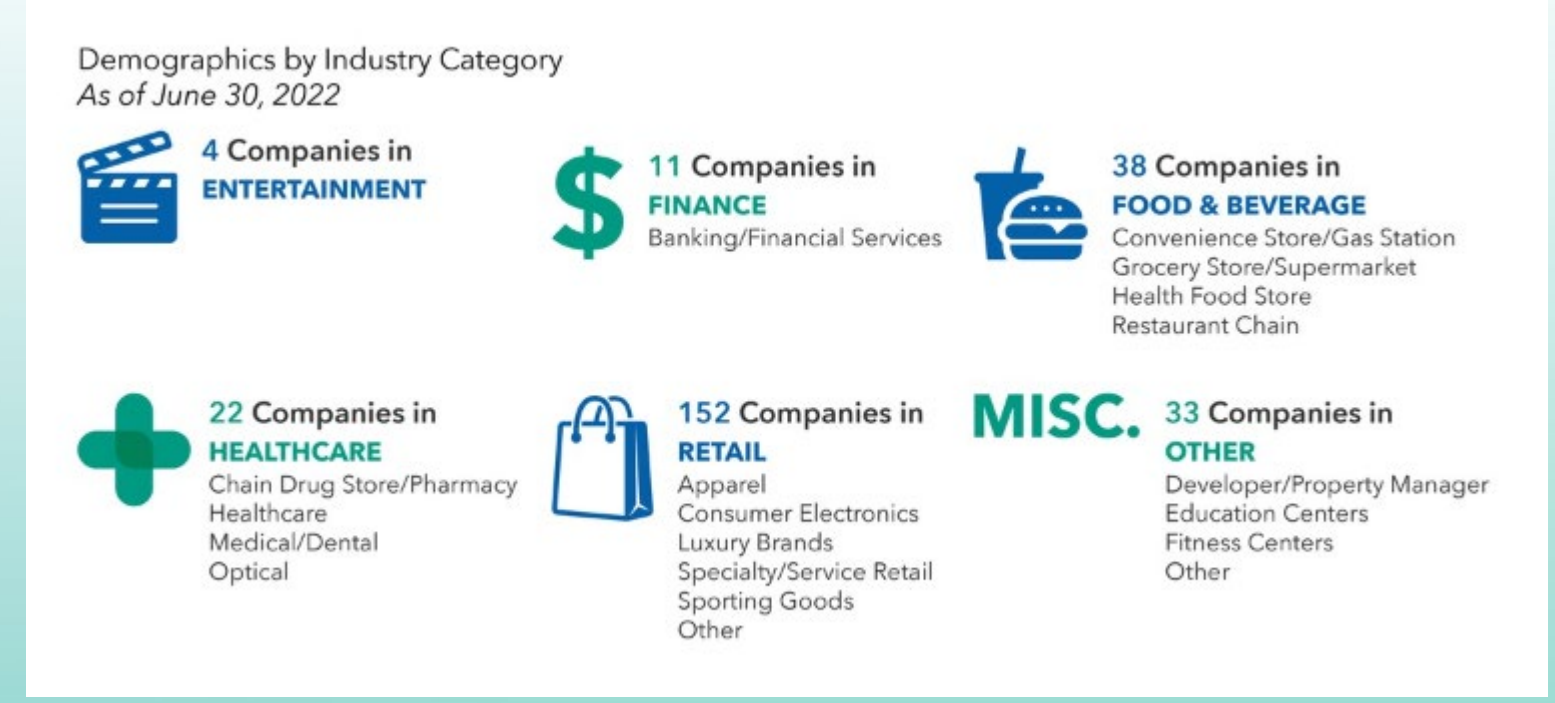 Demographics by Industry Category
As of June 30, 2022
4 Companies in
ENTERTAINMENT
11 Companies in
FINANCE
Banking/Financial Services
38 Companies in
FOOD & BEVERAGE
Convenience Store/Gas Station
Grocery Store/Supermarket
Health Food Store
Restaurant Chain
22 Companies in
HEALTHCARE
Chain Drug Store/Pharmacy
Healthcare
Medical/Dental
Optical
152 Companies in
RETAIL
Apparel
Consumer Electronics
Luxury Brands
Specialty/Service Retail
Sporting Goods
Other
MISC.
33 Companies in
OTHER
Developer/Property Manager
Education Centers
Fitness Centers
Other